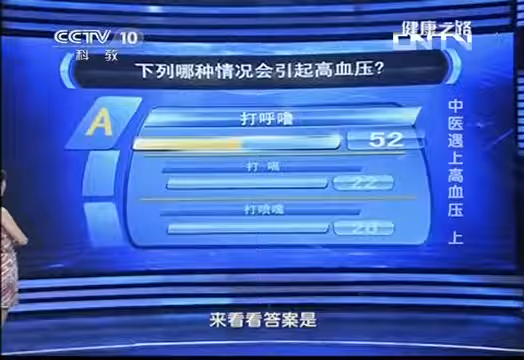 CCTV 10
科教
健康之路
CNTV
下列哪种情况会引起高血压?
A
打呼噜
52
打嗝
22
打喷嚏
26
中医遇上高血压 上
来看看答案是